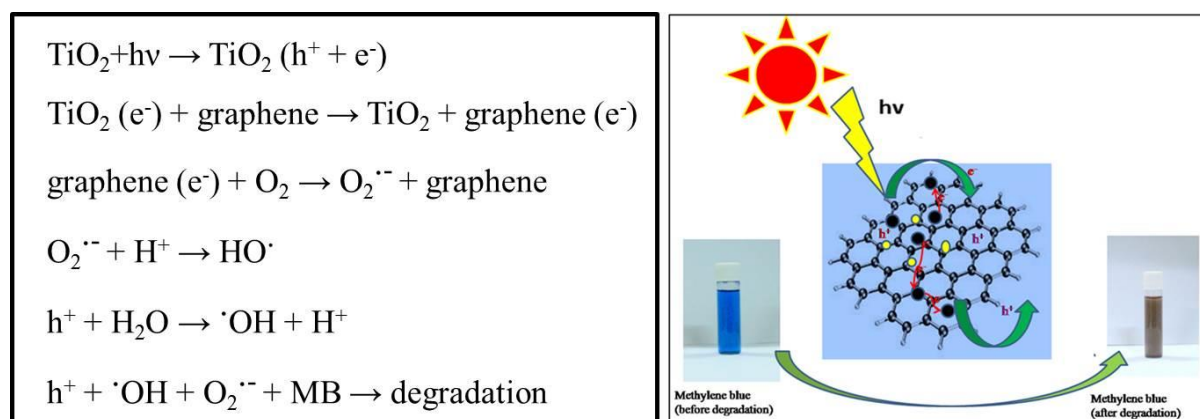 TiO₂+hν → TiO₂ (h⁺ + e⁻)
TiO₂ (e⁻) + graphene → TiO₂ + graphene (e⁻)
graphene (e⁻) + O₂ → O₂˙⁻ + graphene
O₂˙⁻ + H⁺ → HO˙
h⁺ + H₂O → ˙OH + H⁺
h⁺ + ˙OH + O₂˙⁻ + MB → degradation
hν
e⁻
h⁺
h⁺
h⁺
Methylene blue
(before degradation)
Methylene blue
(after degradation)